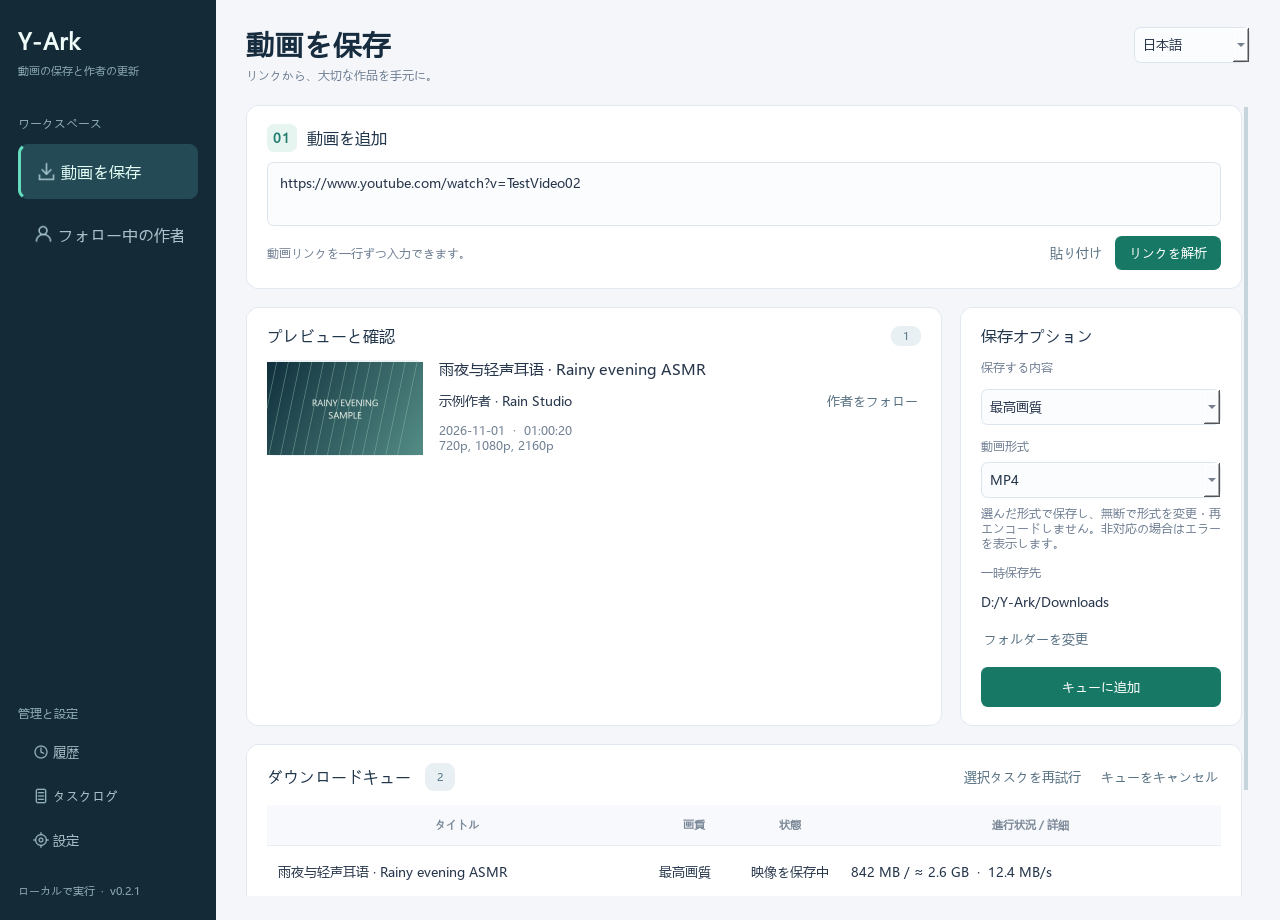 Y-Ark
動画の保存と作者の更新
ワークスペース
動画を保存
フォロー中の作者
管理と設定
履歴
タスクログ
設定
ローカルで実行 · v0.2.1
動画を保存
リンクから、大切な作品を手元に。
日本語
01 動画を追加
https://www.youtube.com/watch?v=TestVideo02
動画リンクを一行ずつ入力できます。
貼り付け
リンクを解析
プレビューと確認
1
RAINY EVENING
SAMPLE
雨夜与轻声耳语 · Rainy evening ASMR
示例作者 · Rain Studio
作者をフォロー
2026-11-01 · 01:00:20
720p, 1080p, 2160p
保存オプション
保存する内容
最高画質
動画形式
MP4
選んだ形式で保存し、無断で形式を変更・再
エンコードしません。非対応の場合はエラー
を表示します。
一時保存先
D:/Y-Ark/Downloads
フォルダーを変更
キューに追加
ダウンロードキュー 2
選択タスクを再試行 キューをキャンセル
タイトル 画質 状態 進行状況 / 詳細
雨夜与轻声耳语 · Rainy evening ASMR 最高画質 映像を保存中 842 MB / ≈ 2.6 GB · 12.4 MB/s